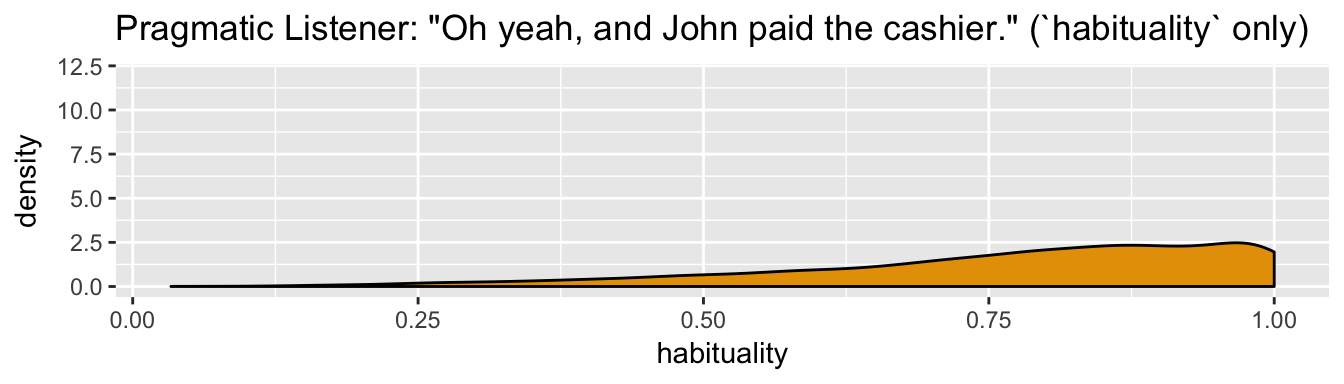 Pragmatic Listener: "Oh yeah, and John paid the cashier." (`habituality` only)
12.5
10.0
7.5
5.0
2.5
0.0
density
0.00 0.25 0.50 0.75 1.00
habituality